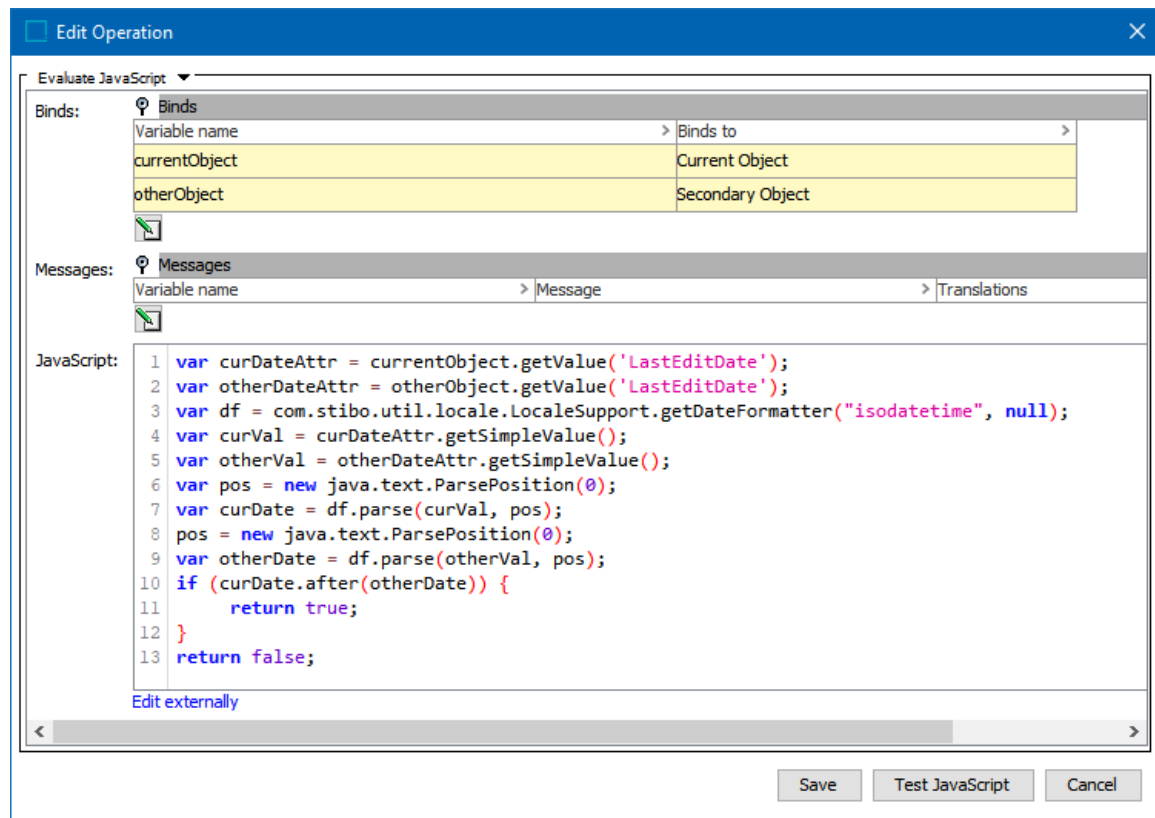 Edit Operation
Evaluate JavaScript
Binds:
Binds
Variable name > Binds to >
currentObject Current Object
otherObject Secondary Object
Messages:
Messages
Variable name > Message > Translations
JavaScript:
1 var curDateAttr = currentObject.getValue('LastEditDate');
2 var otherDateAttr = otherObject.getValue('LastEditDate');
3 var df = com.stibo.util.locale.LocaleSupport.getDateFormatter("isodatetime", null);
4 var curVal = curDateAttr.getSimpleValue();
5 var otherVal = otherDateAttr.getSimpleValue();
6 var pos = new java.text.ParsePosition(0);
7 var curDate = df.parse(curVal, pos);
8 pos = new java.text.ParsePosition(0);
9 var otherDate = df.parse(otherVal, pos);
10 if (curDate.after(otherDate)) {
11 return true;
12 }
13 return false;
Edit externally
Save Test JavaScript Cancel